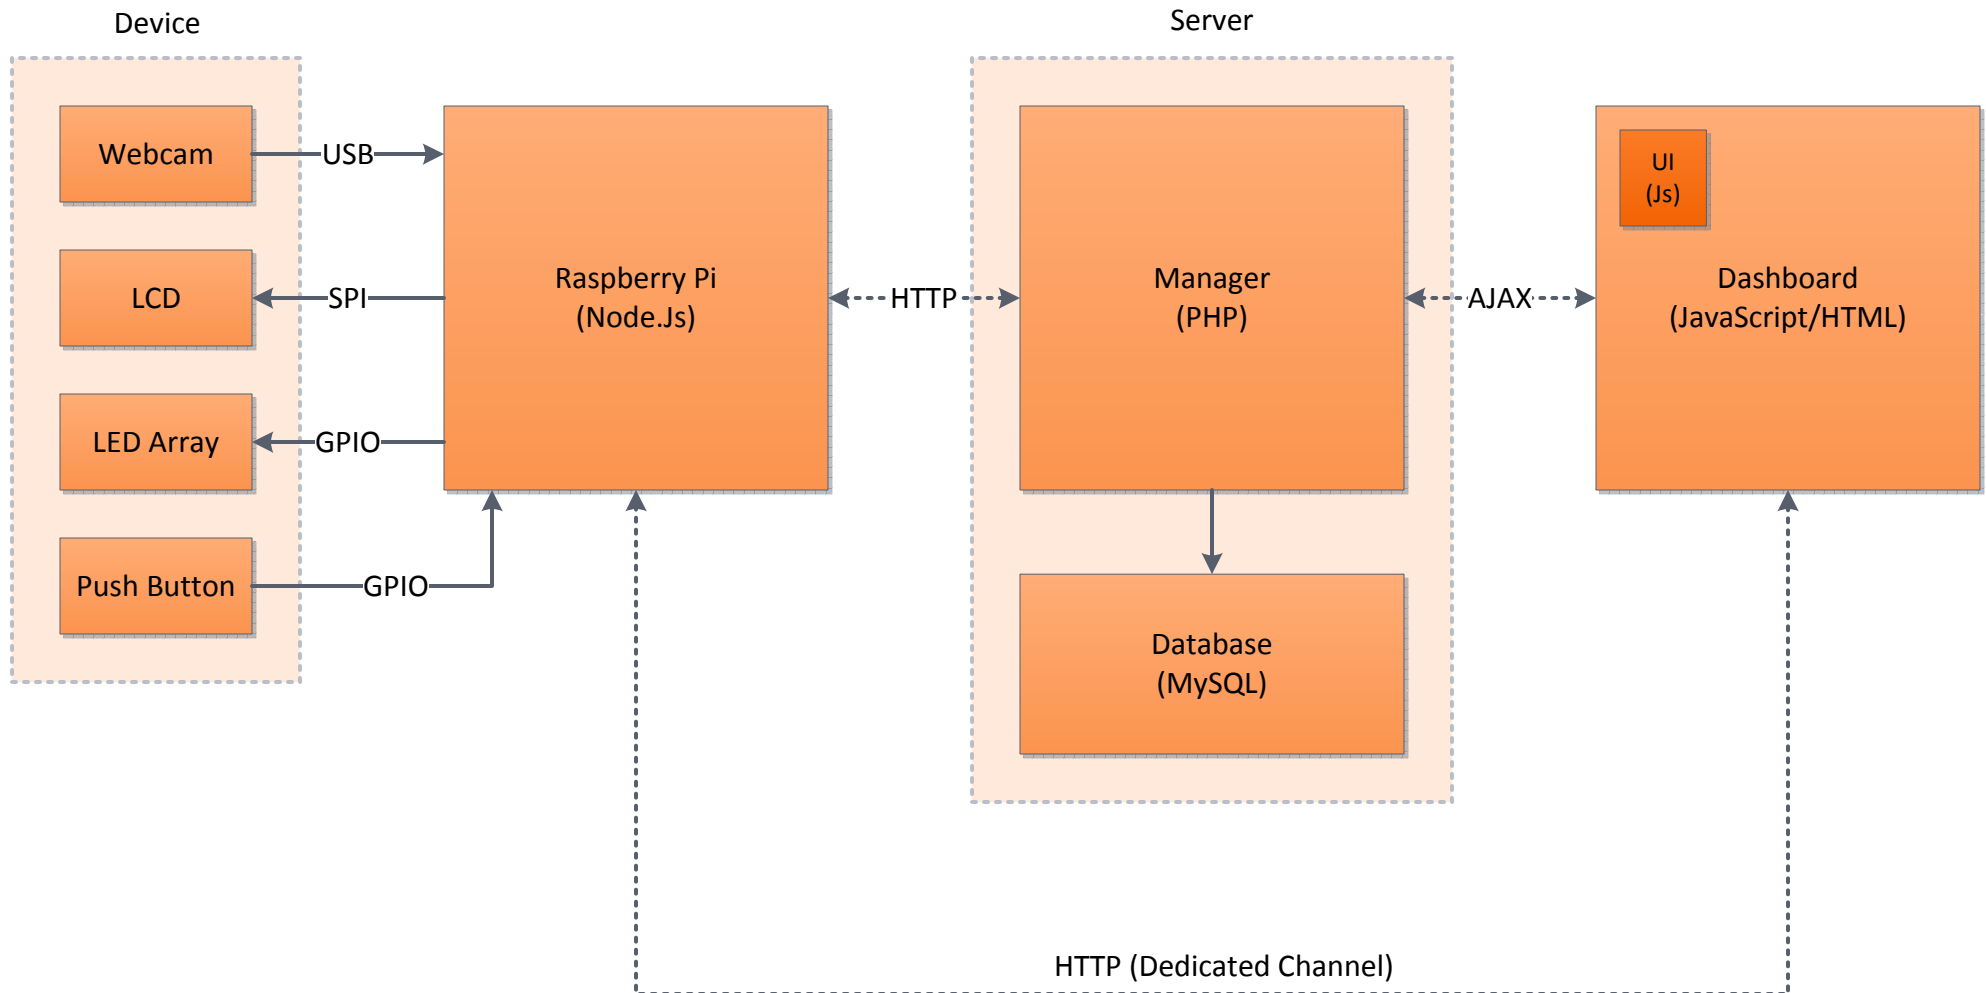 Device
Server
Webcam
USB
LCD
SPI
LED Array
GPIO
Push Button
GPIO
Raspberry Pi
(Node.Js)
HTTP
Manager
(PHP)
Database
(MySQL)
AJAX
UI
(Js)
Dashboard
(JavaScript/HTML)
HTTP (Dedicated Channel)